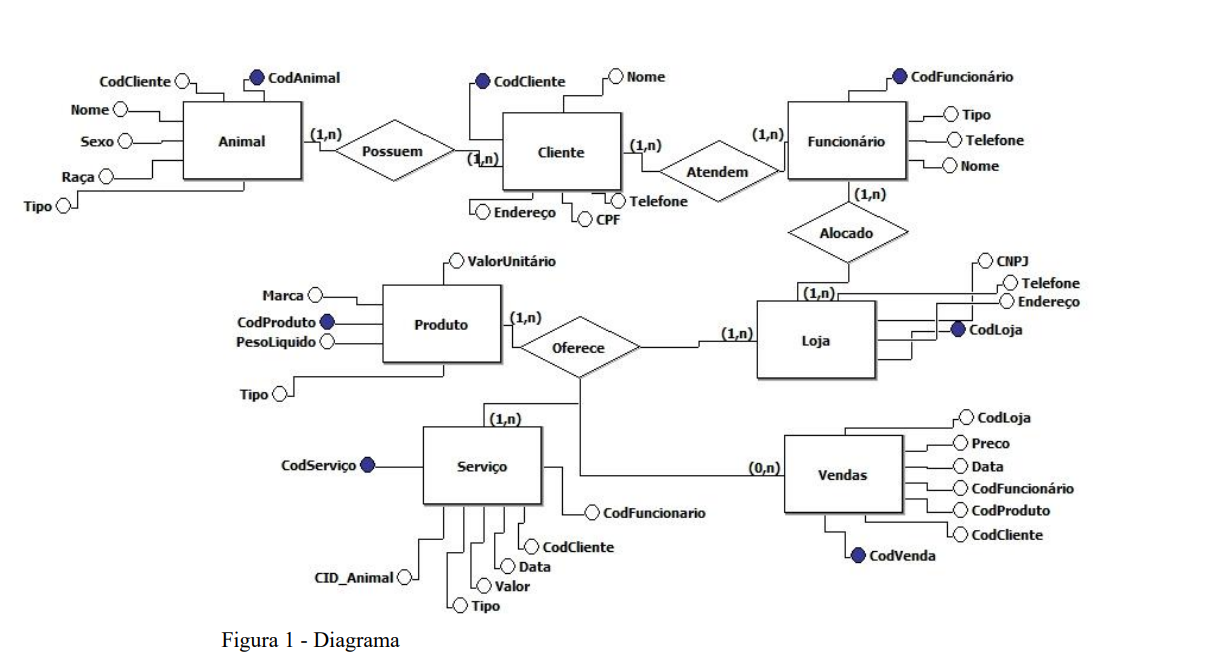 CodCliente
CodAnimal
Nome
Sexo
Raça
Tipo
Animal
(1,n)
Possuem
(1,n)
CodCliente
Nome
Cliente
Endereço
CPF
Telefone
(1,n)
Atendem
(1,n)
CodFuncionário
Tipo
Telefone
Nome
Funcionário
(1,n)
Alocado
(1,n)
CNPJ
Telefone
Endereço
CodLoja
Loja
ValorUnitário
Marca
CodProduto
PesoLiquido
Tipo
Produto
(1,n)
Oferece
(1,n)
(1,n)
CodServiço
Serviço
CodFuncionario
CodCliente
Data
Valor
Tipo
CID_Animal
(0,n)
Vendas
CodLoja
Preco
Data
CodFuncionário
CodProduto
CodCliente
CodVenda
Figura 1 - Diagrama